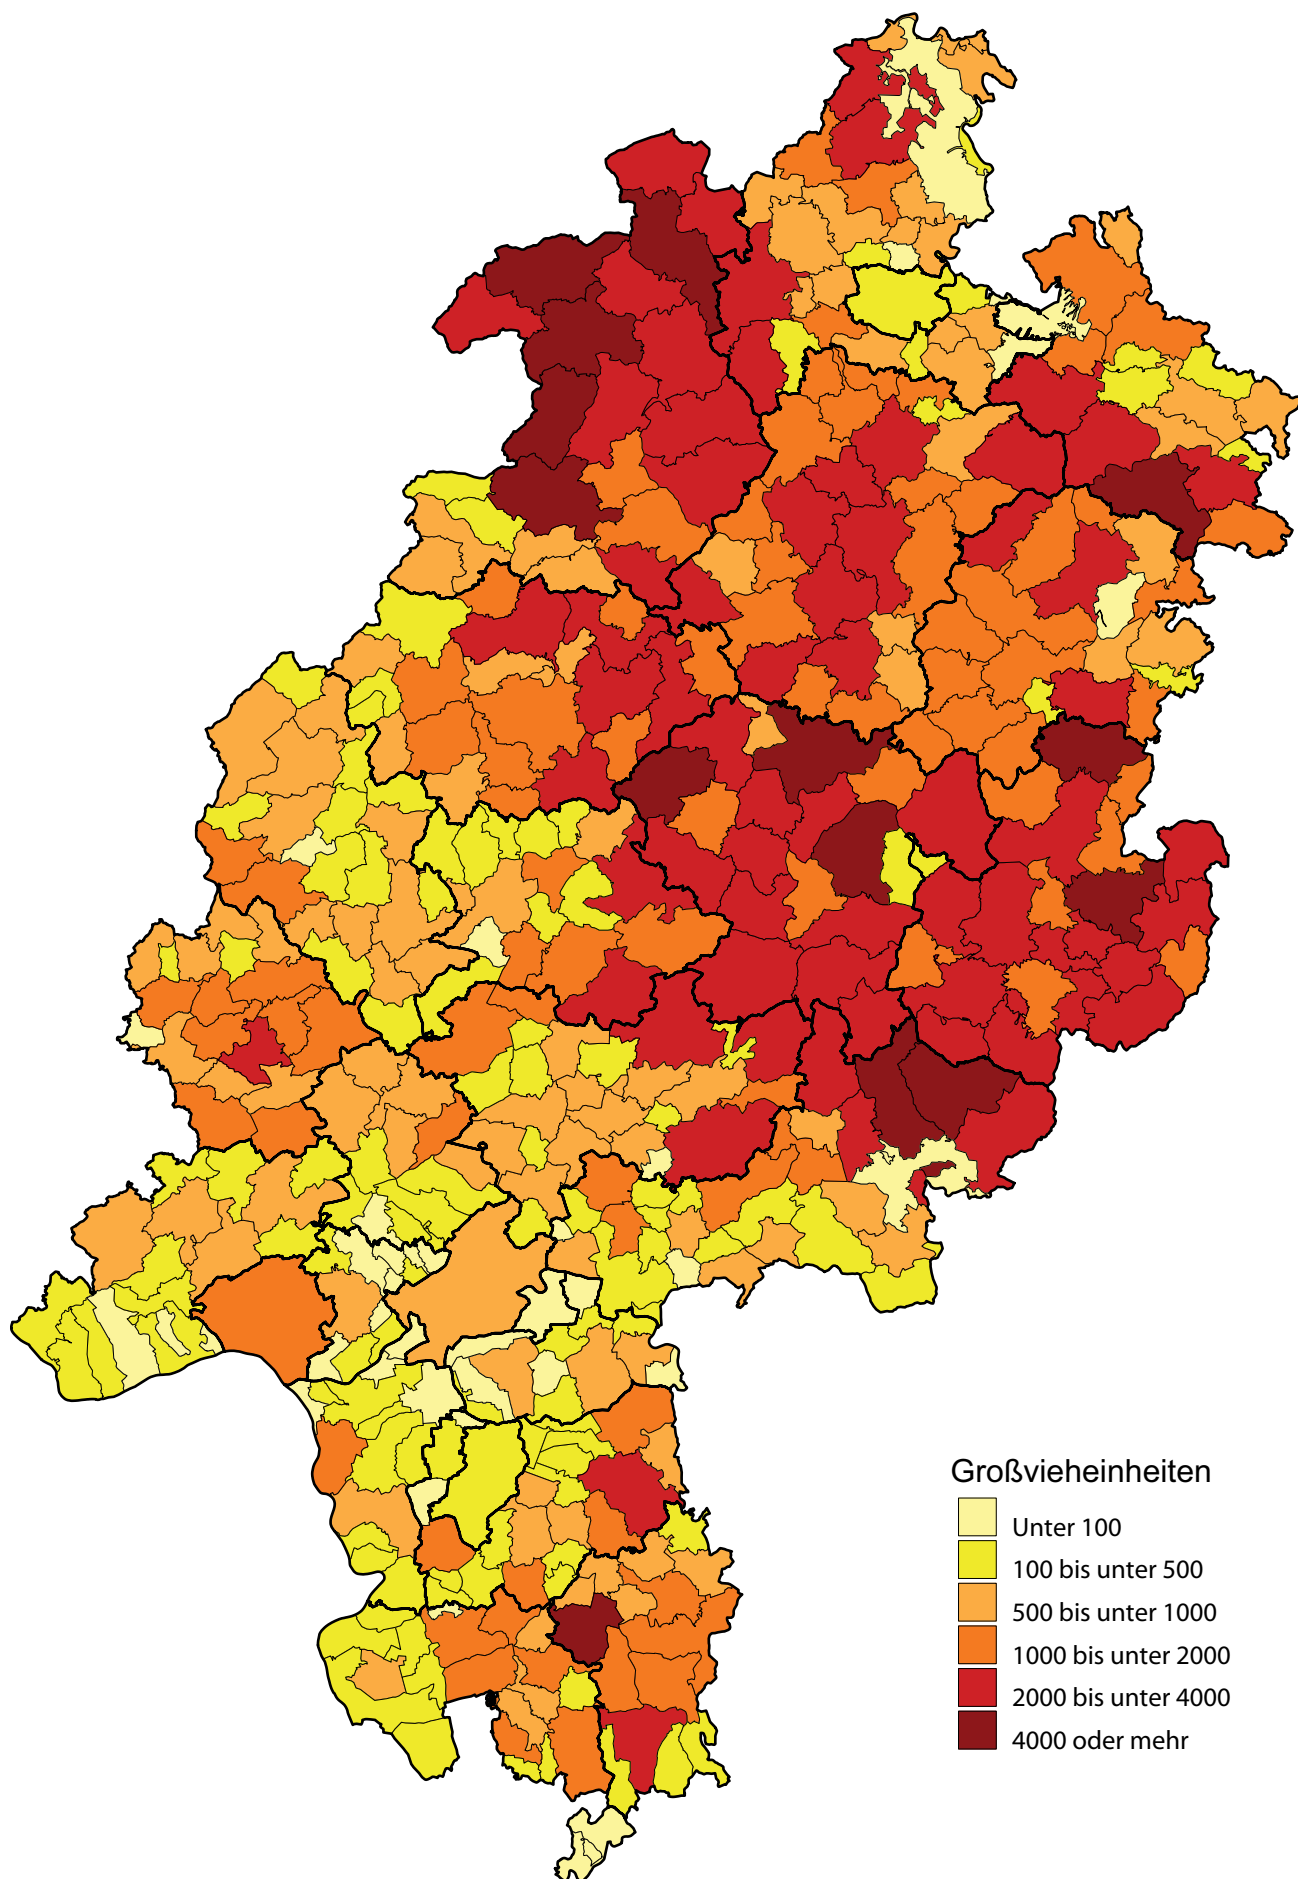 Großvieheinheiten
Unter 100
100 bis unter 500
500 bis unter 1000
1000 bis unter 2000
2000 bis unter 4000
4000 oder mehr